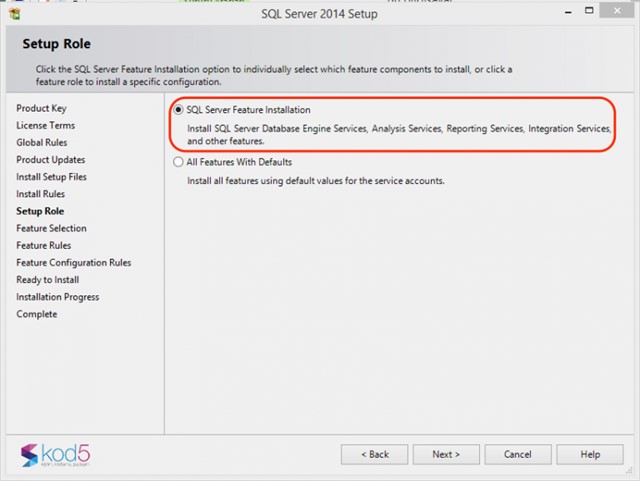 SQL Server 2014 Setup
Setup Role
Click the SQL Server Feature Installation option to individually select which feature components to install, or click a
feature role to install a specific configuration.
Product Key
License Terms
Global Rules
Product Updates
Install Setup Files
Install Rules
Setup Role
Feature Selection
Feature Rules
Feature Configuration Rules
Ready to Install
Installation Progress
Complete
SQL Server Feature Installation
Install SQL Server Database Engine Services, Analysis Services, Reporting Services, Integration Services,
and other features.
All Features With Defaults
Install all features using default values for the service accounts.
kod5
< Back
Next >
Cancel
Help